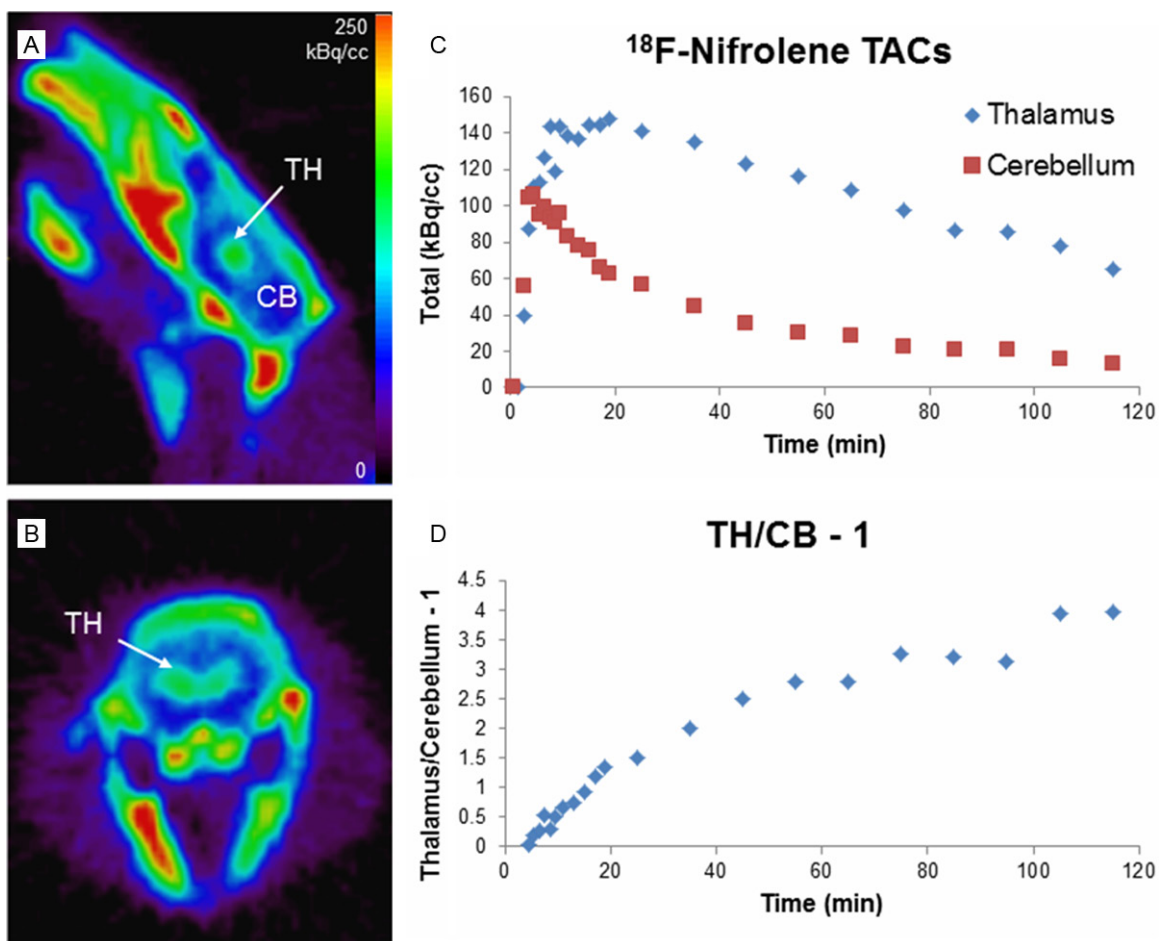 A
250
kBq/cc
TH
CB
0
B
TH
C
18F-Nifrolene TACs
Total (kBq/cc)
160
140
120
100
80
60
40
20
0
Thalamus
Cerebellum
0 20 40 60 80 100 120
Time (min)
D
TH/CB - 1
Thalamus/Cerebellum - 1
4.5
4
3.5
3
2.5
2
1.5
1
0.5
0
0 20 40 60 80 100 120
Time (min)